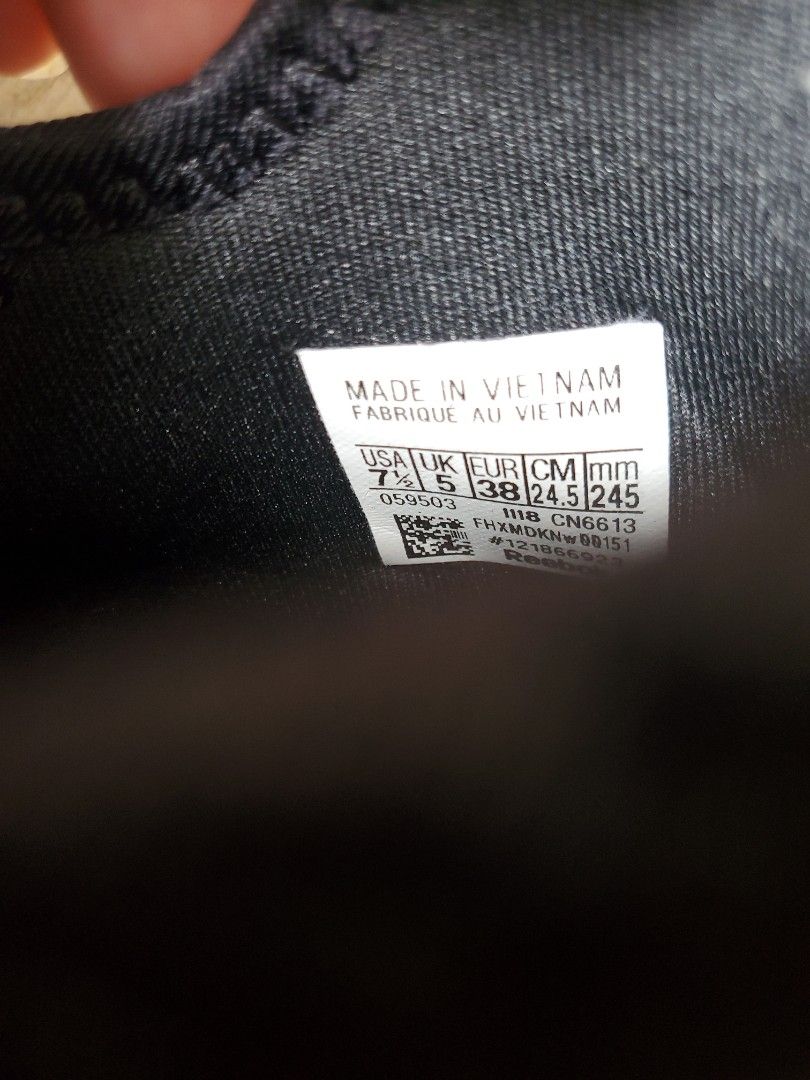 MADE IN VIETNAM
FABRIQUÉ AU VIETNAM
USA UK EUR CM mm
7½ 5 38 24.5 245
059503 1118 CN6613
FHXMDKNW00151
Reebok